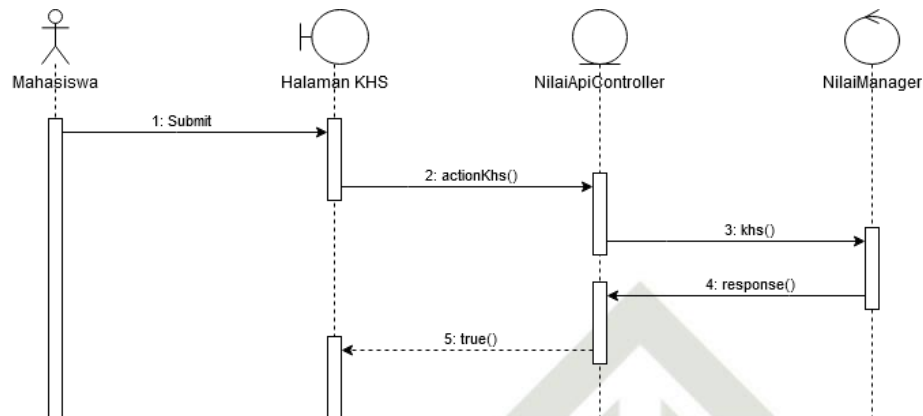 Mahasiswa
Halaman KHS
NilaiApiController
NilaiManager
1: Submit
2: actionKhs()
3: khs()
4: response()
5: true()